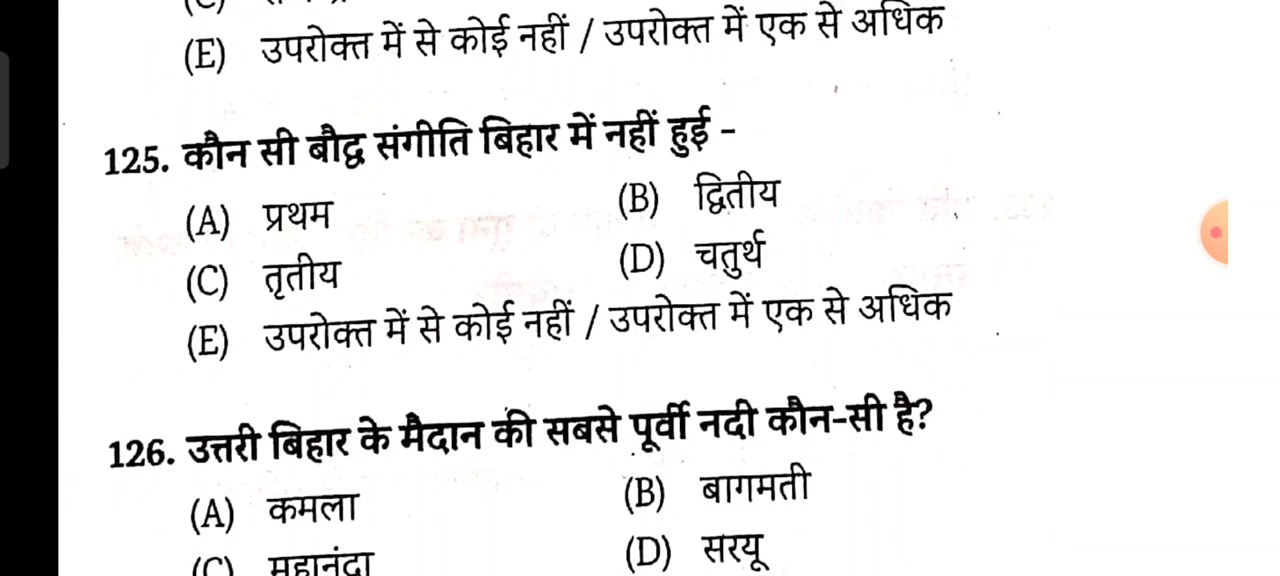 (E) उपरोक्त में से कोई नहीं / उपरोक्त में एक से अधिक
125. कौन सी बौद्ध संगीति बिहार में नहीं हुई -
(A) प्रथम (B) द्वितीय
(C) तृतीय (D) चतुर्थ
(E) उपरोक्त में से कोई नहीं / उपरोक्त में एक से अधिक
126. उत्तरी बिहार के मैदान की सबसे पूर्वी नदी कौन-सी है?
(A) कमला (B) बागमती
(C) महानंदा (D) सरयू